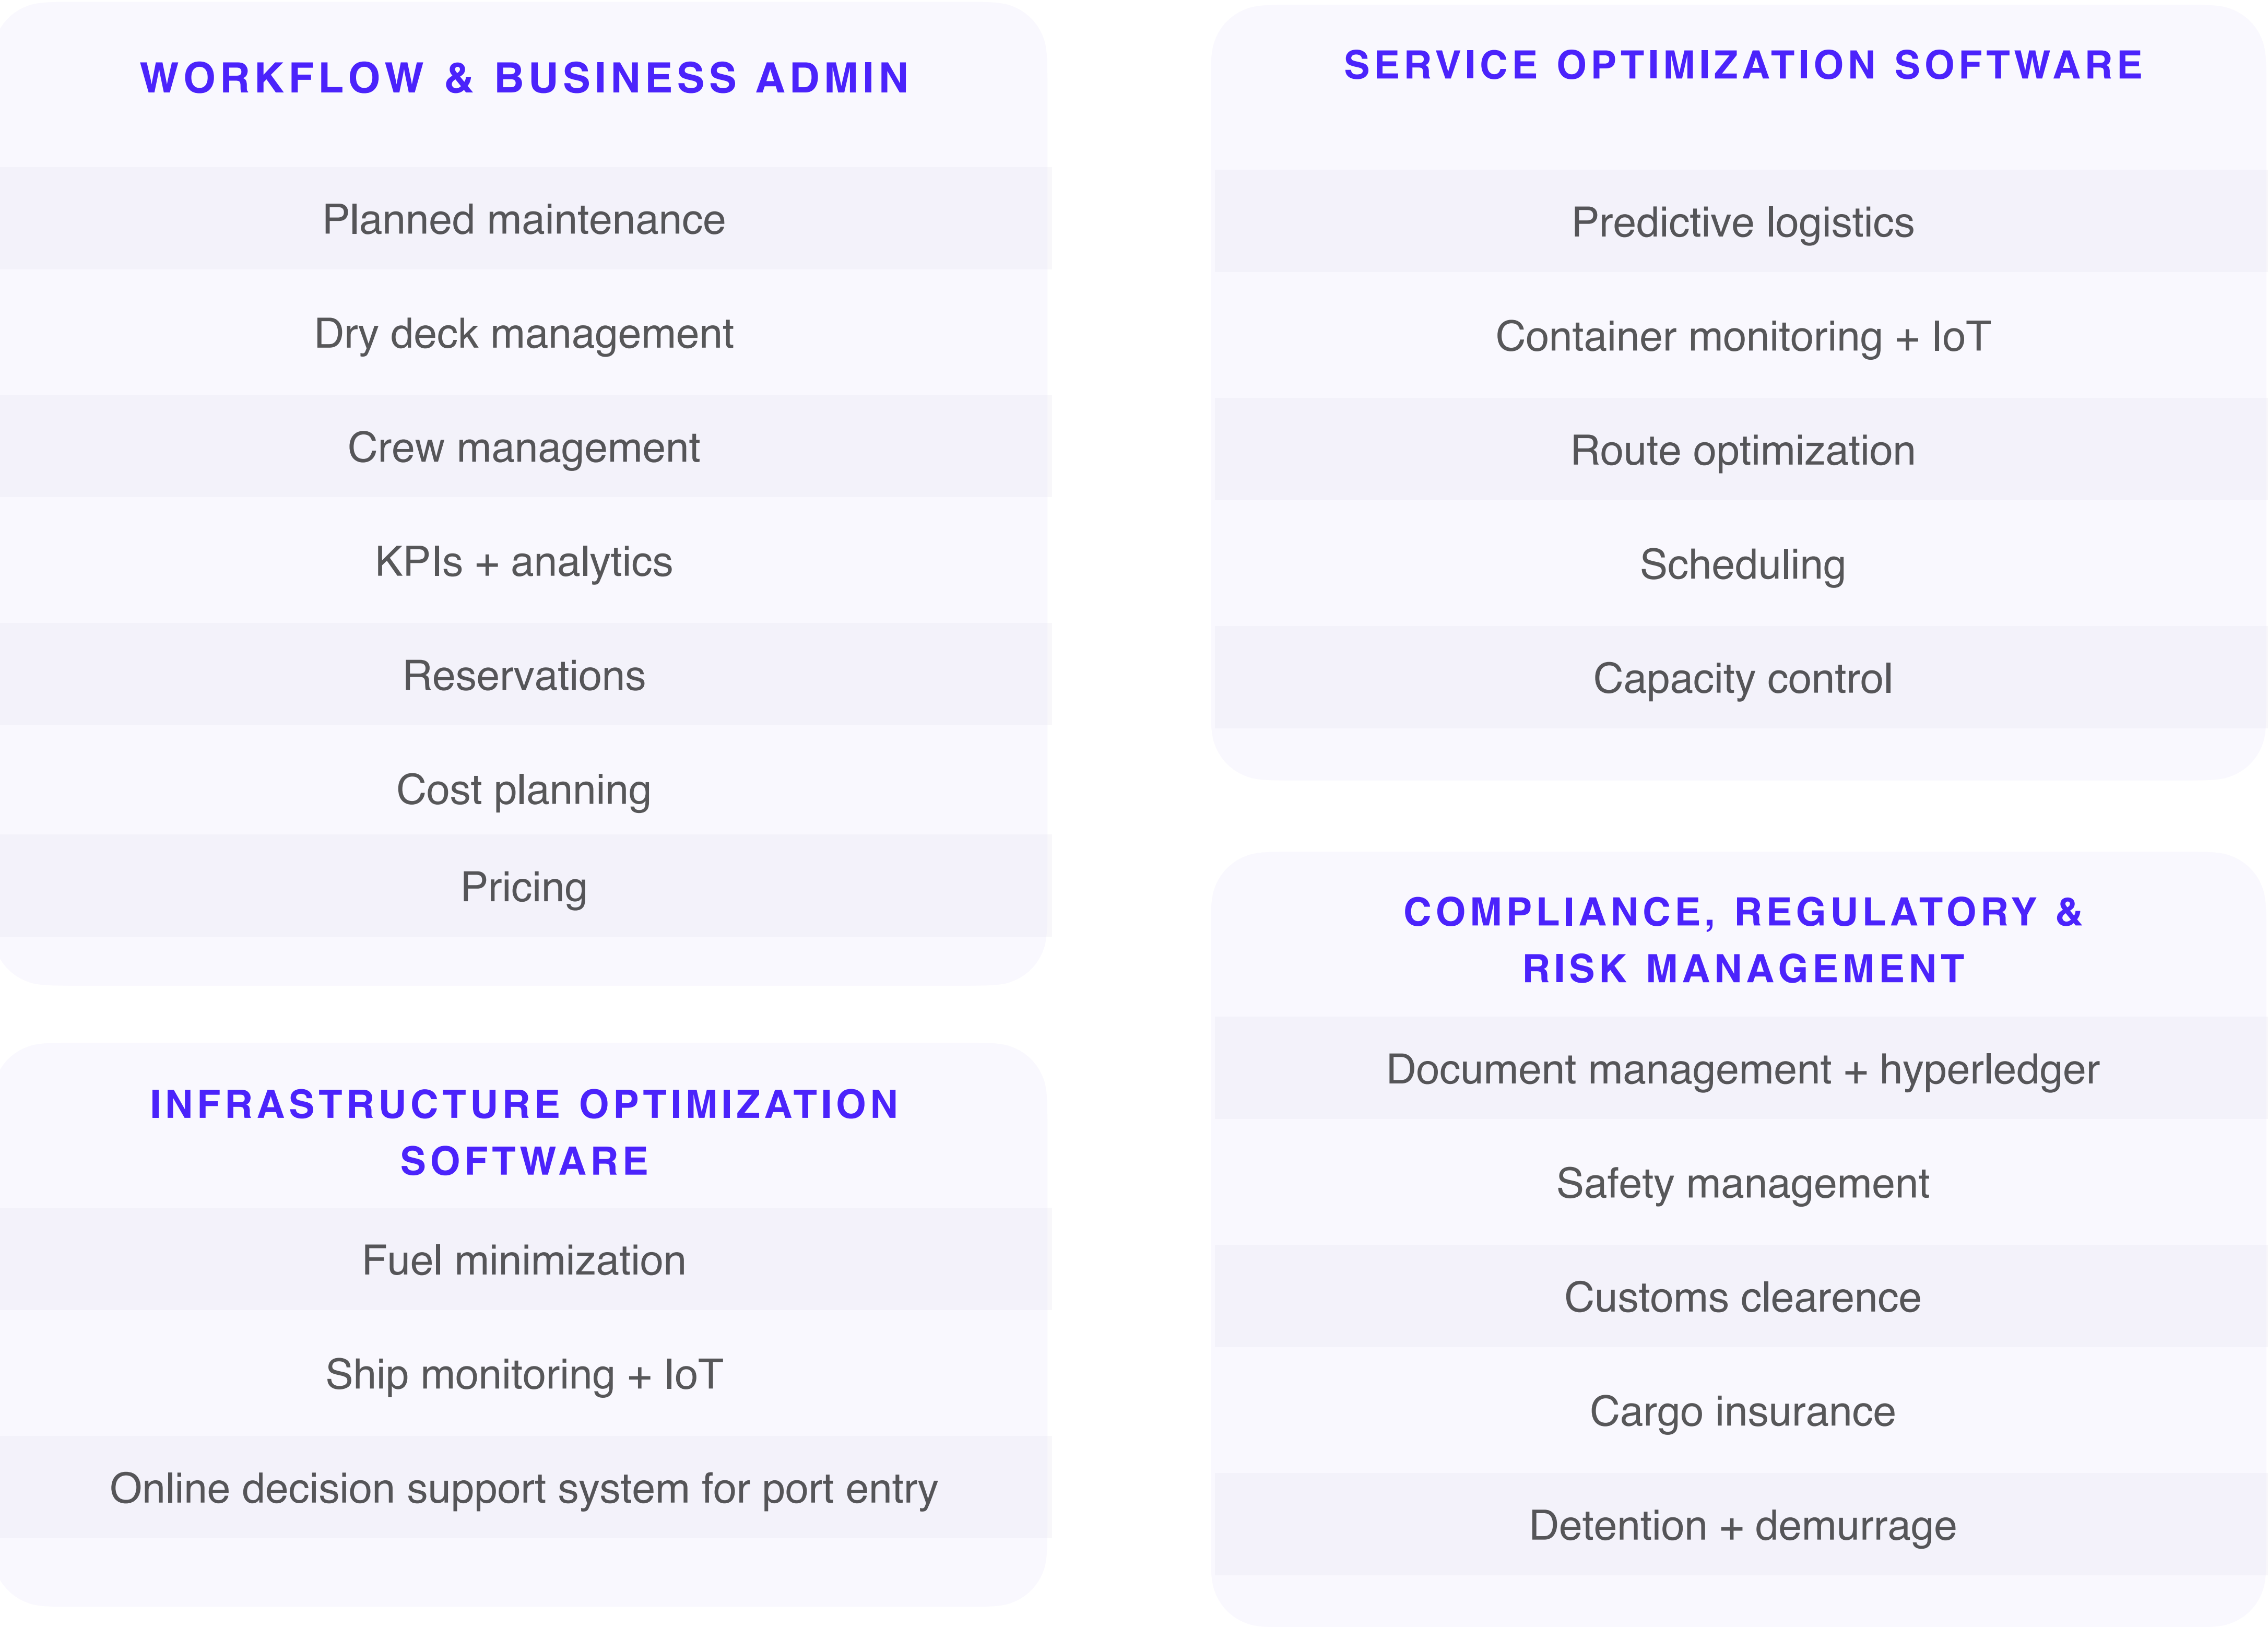 WORKFLOW & BUSINESS ADMIN
Planned maintenance
Dry deck management
Crew management
KPIs + analytics
Reservations
Cost planning
Pricing
INFRASTRUCTURE OPTIMIZATION
SOFTWARE
Fuel minimization
Ship monitoring + IoT
Online decision support system for port entry
SERVICE OPTIMIZATION SOFTWARE
Predictive logistics
Container monitoring + IoT
Route optimization
Scheduling
Capacity control
COMPLIANCE, REGULATORY &
RISK MANAGEMENT
Document management + hyperledger
Safety management
Customs clearence
Cargo insurance
Detention + demurrage